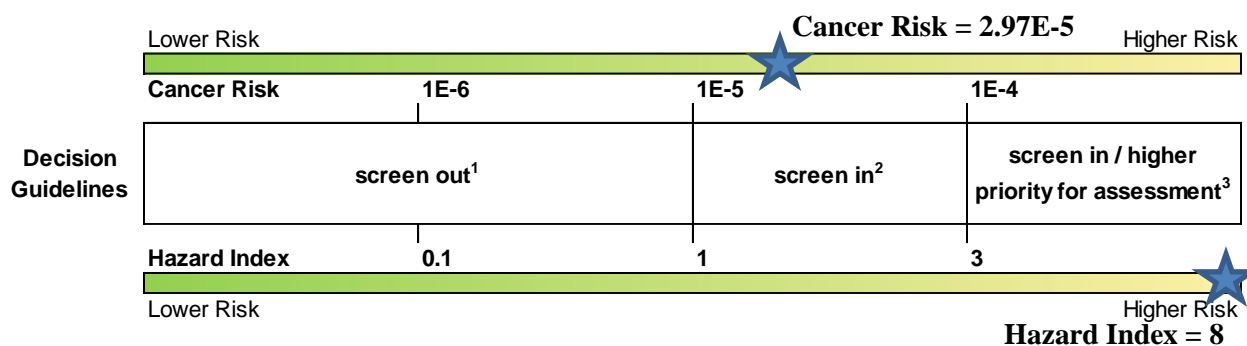 Cancer Risk = 2.97E-5
Lower Risk Higher Risk
Cancer Risk 1E-6 1E-5 1E-4
Decision
Guidelines
screen out¹
screen in²
screen in / higher
priority for assessment³
Hazard Index 0.1 1 3
Lower Risk Higher Risk
Hazard Index = 8